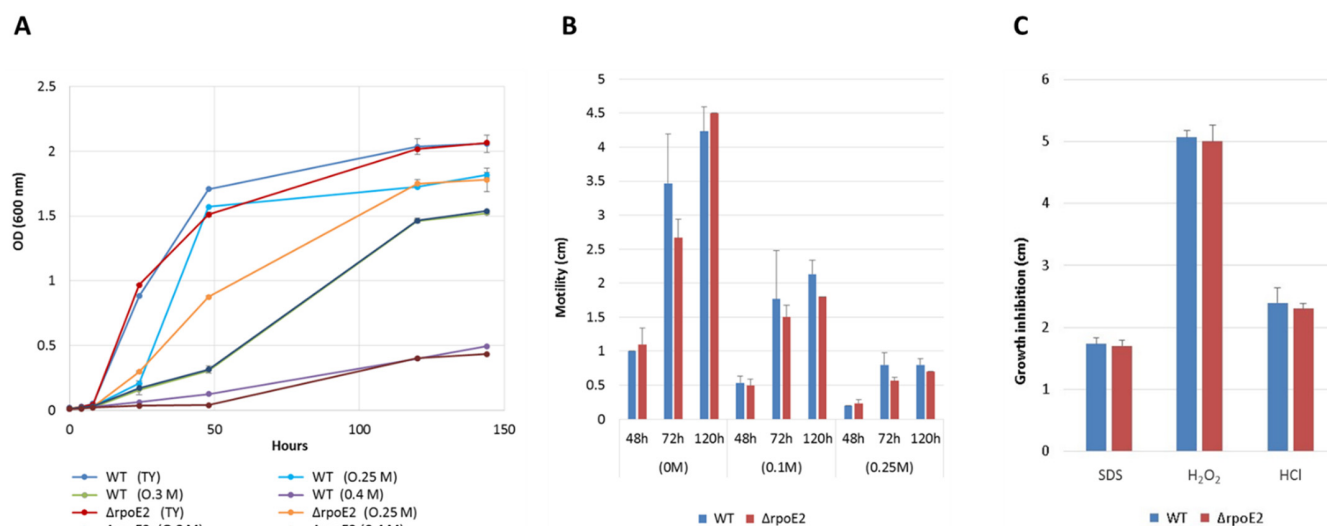 A
B
C
2.5
2
1.5
1
0.5
0
OD (600 nm)
0
50
100
150
Hours
WT (TY)
WT (O.25 M)
WT (O.3 M)
WT (0.4 M)
ΔrpoE2 (TY)
ΔrpoE2 (O.25 M)
5
4.5
4
3.5
3
2.5
2
1.5
1
0.5
0
Motility (cm)
48h 72h 120h 48h 72h 120h 48h 72h 120h
(0M) (0.1M) (0.25M)
WT ΔrpoE2
6
5
4
3
2
1
0
Growth inhibition (cm)
SDS H₂O₂ HCl
WT ΔrpoE2